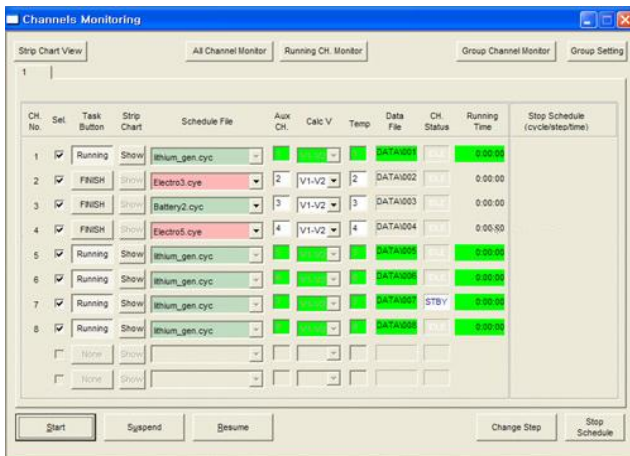 Channels Monitoring
Strip Chart View All Channel Monitor Running CH. Monitor Group Channel Monitor Group Setting
1
CH. No. Sel. Task Button Strip Chart Schedule File Aux CH. Calc V Temp Data File CH. Status Running Time Stop Schedule (cycle/step/time)
1 Running Show lithium_gen.cyc V1-V2 DATA\001 IDLE 0:00:00
2 FINISH Show Electro3.cye 2 V1-V2 2 DATA\002 0:00:00
3 FINISH Show Battery2.cyc 3 V1-V2 3 DATA\003 0:00:00
4 FINISH Show Electro5.cye 4 V1-V2 4 DATA\004 0:00:00
5 Running Show lithium_gen.cyc DATA\005 0:00:00
6 Running Show lithium_gen.cyc DATA\006 0:00:00
7 Running Show lithium_gen.cyc DATA\007 STBY 0:00:00
8 Running Show lithium_gen.cyc DATA\008 0:00:00
None Show
None Show
Start Suspend Resume Change Step Stop Schedule